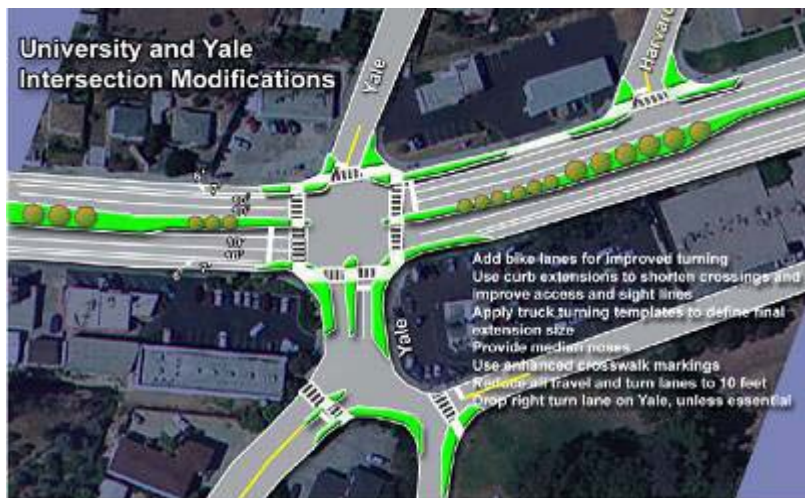 University and Yale
Intersection Modifications
Yale
Harvard
Yale
Add bike lanes for improved turning
Use curb extensions to shorten crossings and
improve access and sight lines
Apply truck turning templates to define final
extension size
Provide median noses
Use enhanced crosswalk markings
Reduce all travel and turn lanes to 10 feet
Drop right turn lane on Yale, unless essential